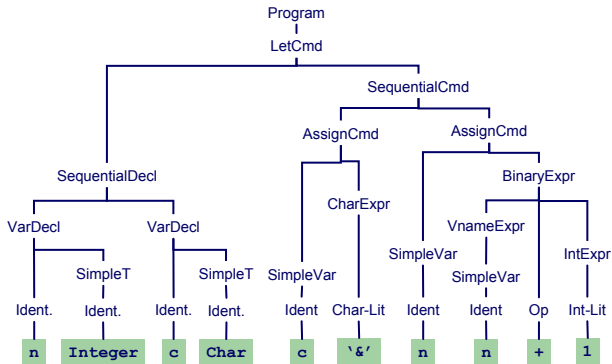 Program
LetCmd
SequentialCmd
AssignCmd AssignCmd
SequentialDecl BinaryExpr
CharExpr
VarDecl VarDecl VnameExpr
SimpleVar IntExpr
SimpleT SimpleT SimpleVar SimpleVar
Ident. Ident. Ident. Ident. Ident Char-Lit Ident Ident Op Int-Lit
n Integer c Char c ‘&’ n n + 1